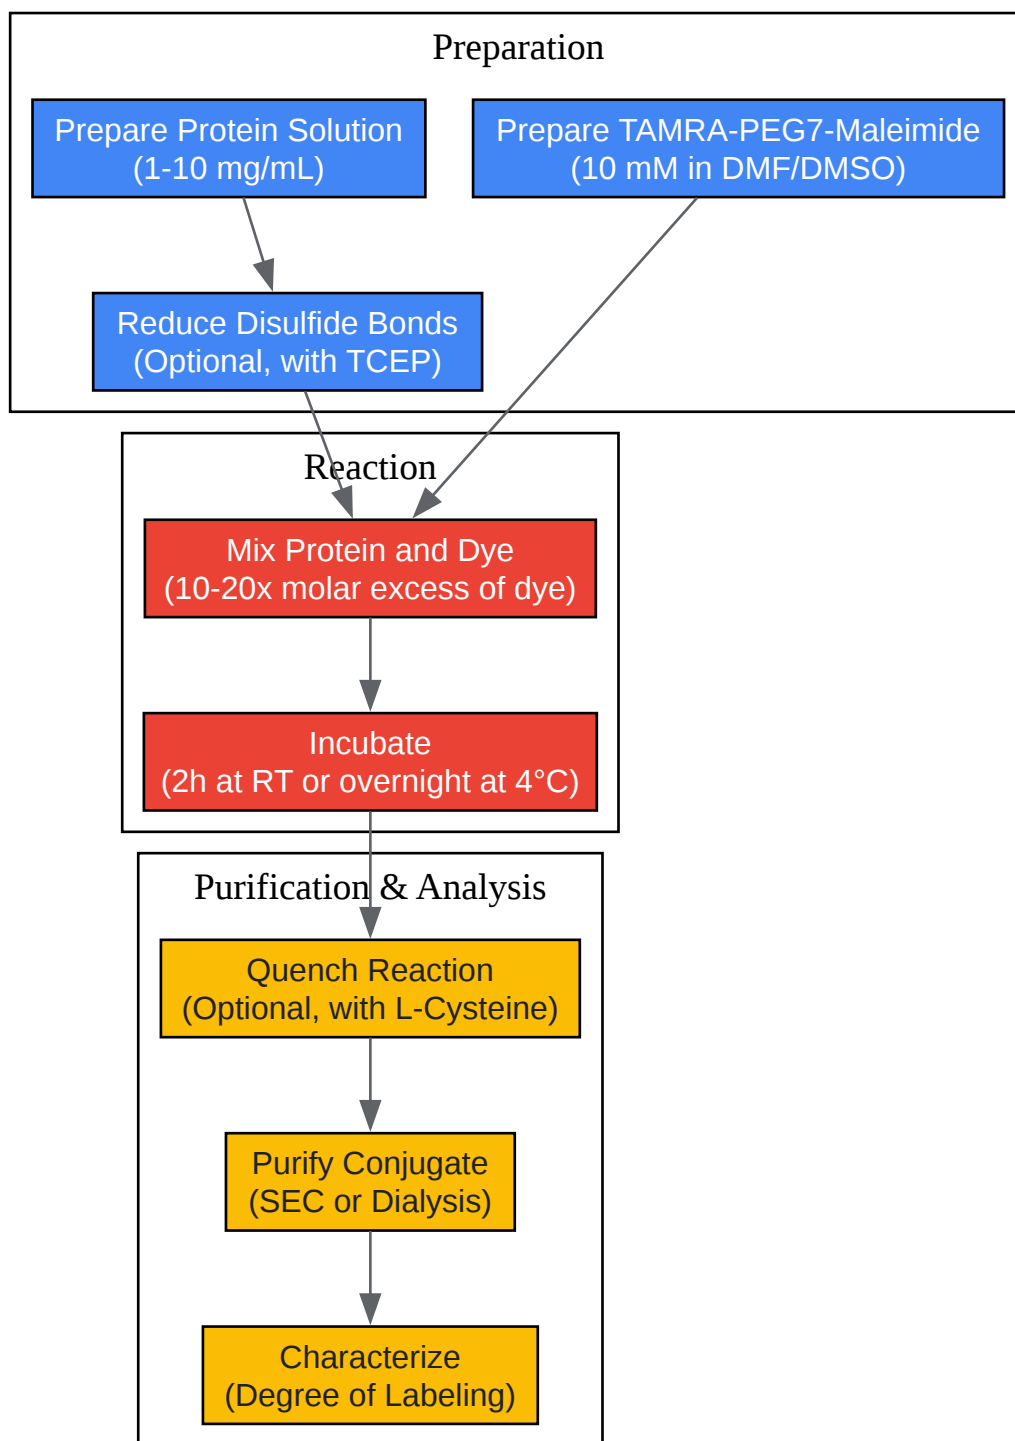 Preparation
Prepare Protein Solution
(1-10 mg/mL)
Prepare TAMRA-PEG7-Maleimide
(10 mM in DMF/DMSO)
Reduce Disulfide Bonds
(Optional, with TCEP)
Reaction
Mix Protein and Dye
(10-20x molar excess of dye)
Incubate
(2h at RT or overnight at 4°C)
Purification & Analysis
Quench Reaction
(Optional, with L-Cysteine)
Purify Conjugate
(SEC or Dialysis)
Characterize
(Degree of Labeling)